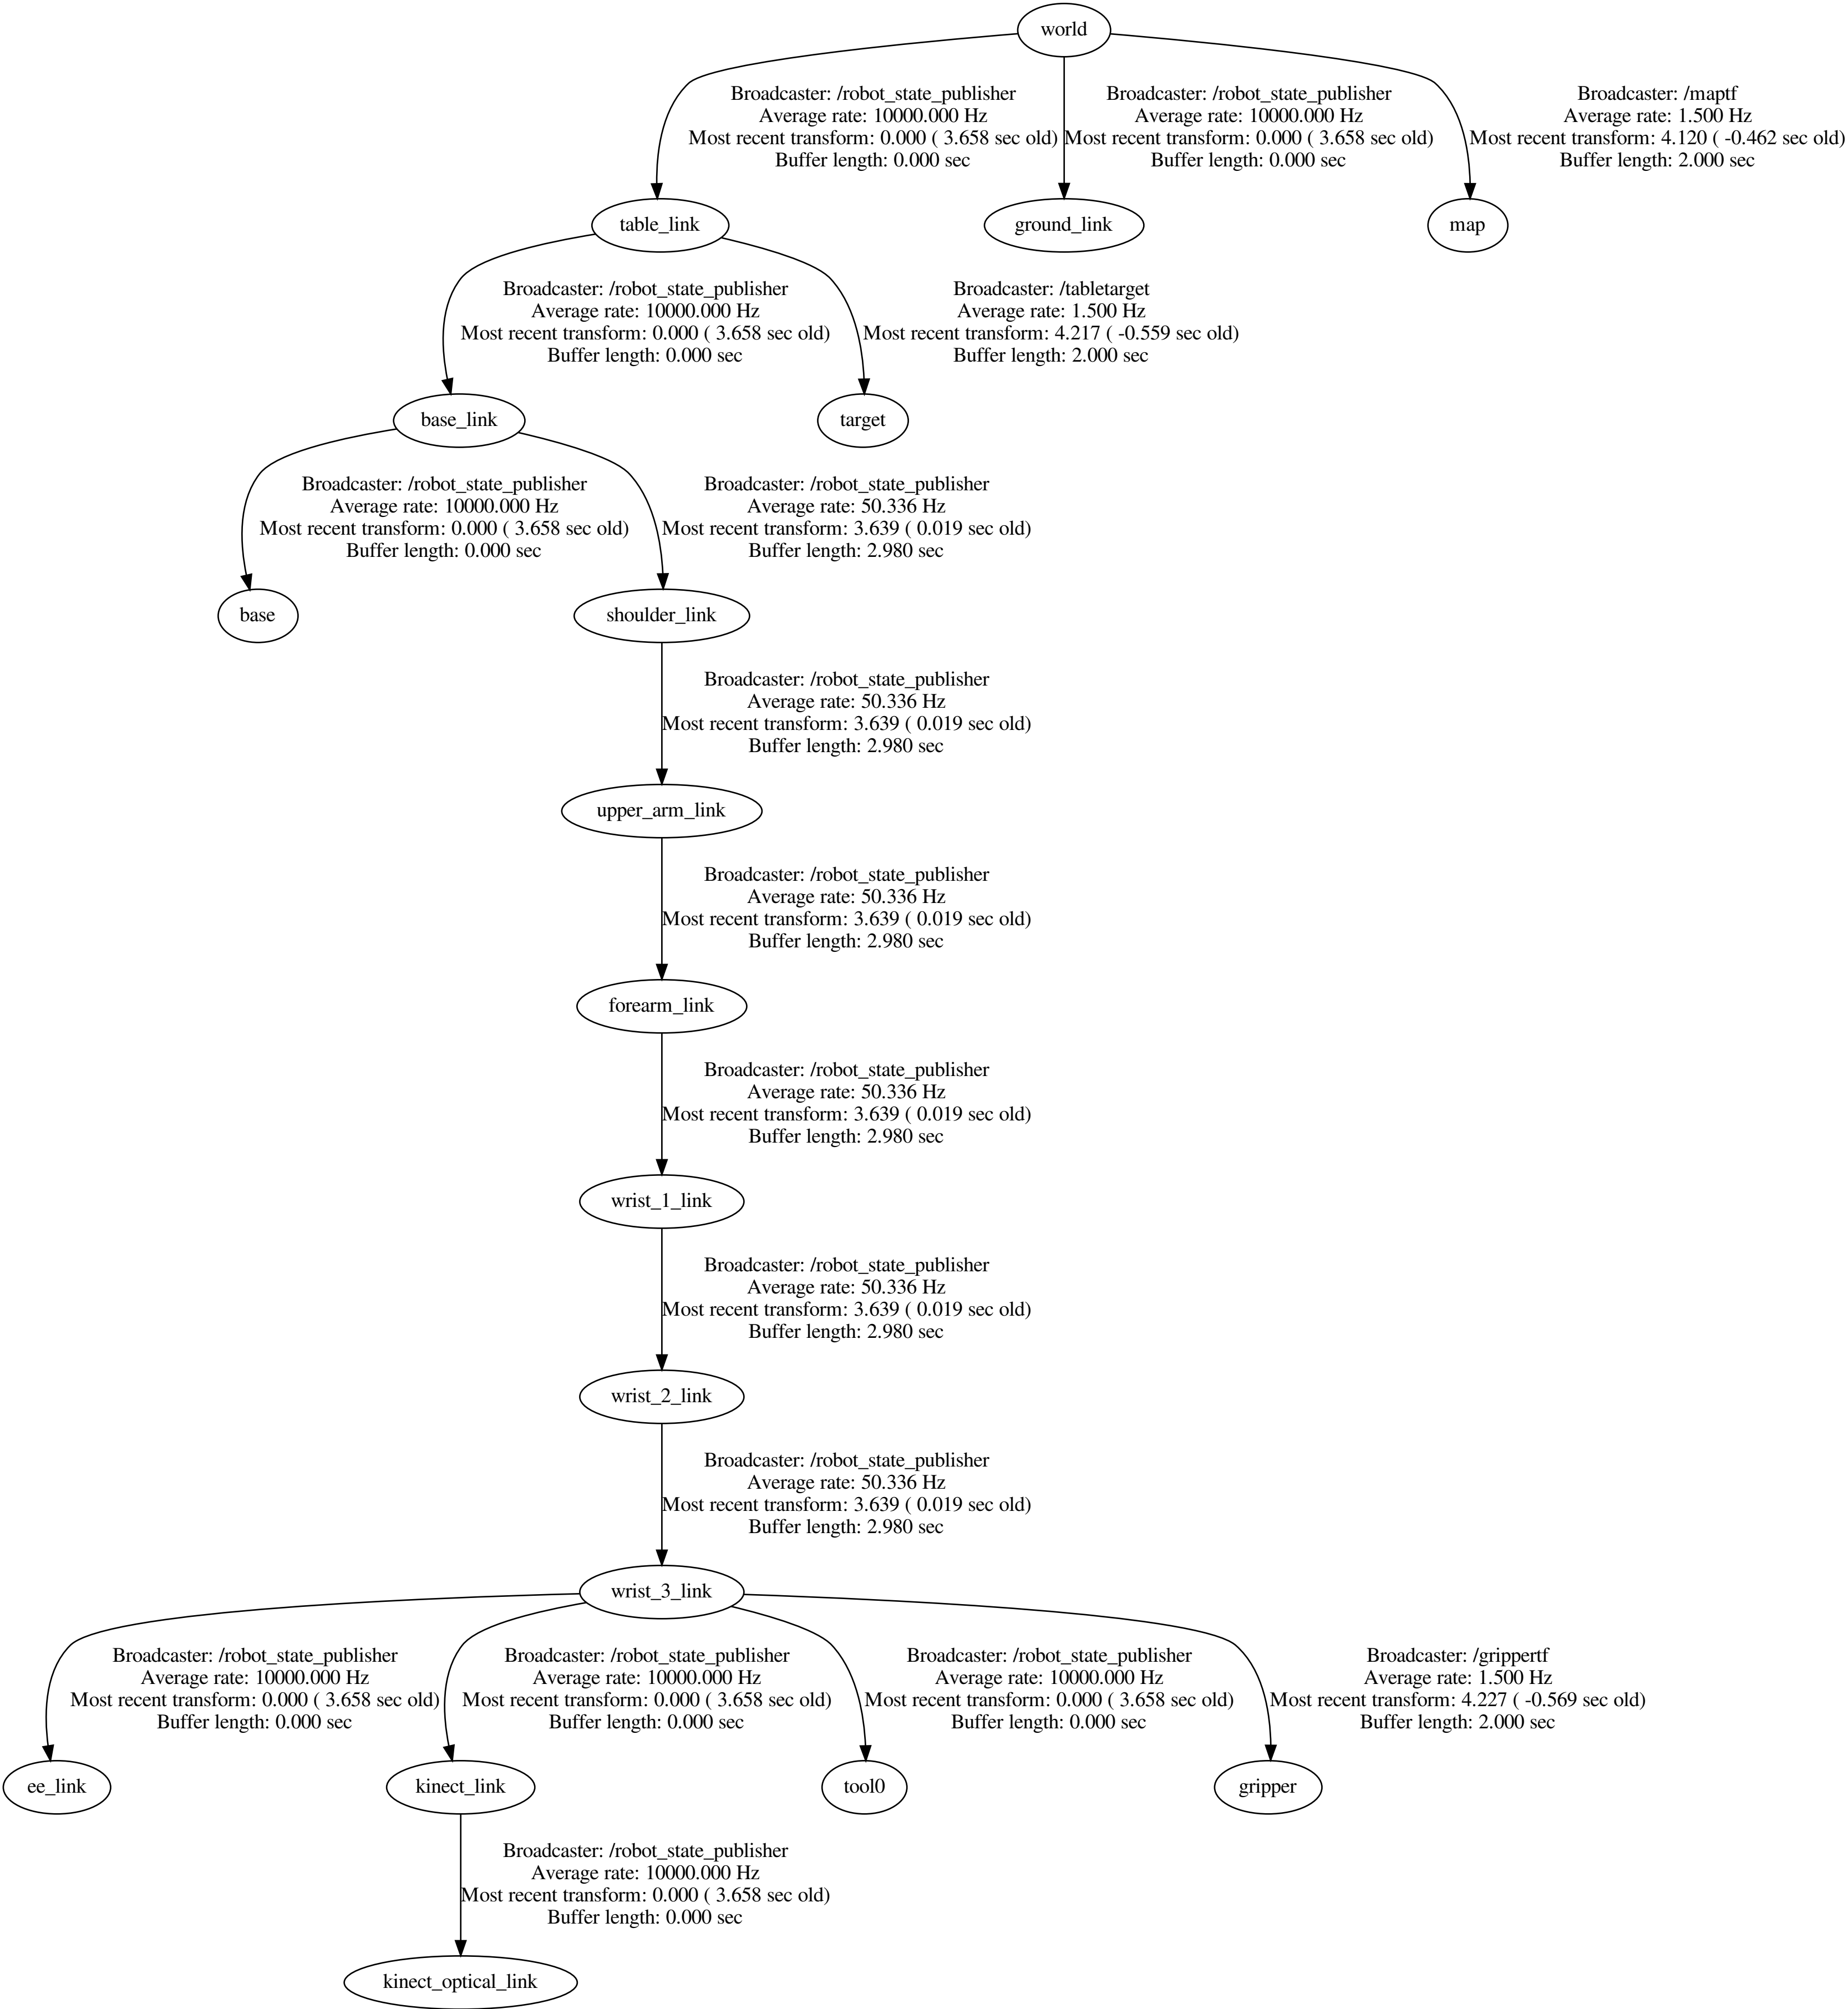 world
Broadcaster: /robot_state_publisher
Average rate: 10000.000 Hz
Most recent transform: 0.000 ( 3.658 sec old)
Buffer length: 0.000 sec
Broadcaster: /robot_state_publisher
Average rate: 10000.000 Hz
Most recent transform: 0.000 ( 3.658 sec old)
Buffer length: 0.000 sec
Broadcaster: /maptf
Average rate: 1.500 Hz
Most recent transform: 4.120 ( -0.462 sec old)
Buffer length: 2.000 sec
table_link
ground_link
map
Broadcaster: /robot_state_publisher
Average rate: 10000.000 Hz
Most recent transform: 0.000 ( 3.658 sec old)
Buffer length: 0.000 sec
Broadcaster: /tabletarget
Average rate: 1.500 Hz
Most recent transform: 4.217 ( -0.559 sec old)
Buffer length: 2.000 sec
base_link
target
Broadcaster: /robot_state_publisher
Average rate: 10000.000 Hz
Most recent transform: 0.000 ( 3.658 sec old)
Buffer length: 0.000 sec
Broadcaster: /robot_state_publisher
Average rate: 50.336 Hz
Most recent transform: 3.639 ( 0.019 sec old)
Buffer length: 2.980 sec
base
shoulder_link
Broadcaster: /robot_state_publisher
Average rate: 50.336 Hz
Most recent transform: 3.639 ( 0.019 sec old)
Buffer length: 2.980 sec
upper_arm_link
Broadcaster: /robot_state_publisher
Average rate: 50.336 Hz
Most recent transform: 3.639 ( 0.019 sec old)
Buffer length: 2.980 sec
forearm_link
Broadcaster: /robot_state_publisher
Average rate: 50.336 Hz
Most recent transform: 3.639 ( 0.019 sec old)
Buffer length: 2.980 sec
wrist_1_link
Broadcaster: /robot_state_publisher
Average rate: 50.336 Hz
Most recent transform: 3.639 ( 0.019 sec old)
Buffer length: 2.980 sec
wrist_2_link
Broadcaster: /robot_state_publisher
Average rate: 50.336 Hz
Most recent transform: 3.639 ( 0.019 sec old)
Buffer length: 2.980 sec
wrist_3_link
Broadcaster: /robot_state_publisher
Average rate: 10000.000 Hz
Most recent transform: 0.000 ( 3.658 sec old)
Buffer length: 0.000 sec
Broadcaster: /robot_state_publisher
Average rate: 10000.000 Hz
Most recent transform: 0.000 ( 3.658 sec old)
Buffer length: 0.000 sec
Broadcaster: /robot_state_publisher
Average rate: 10000.000 Hz
Most recent transform: 0.000 ( 3.658 sec old)
Buffer length: 0.000 sec
Broadcaster: /grippertf
Average rate: 1.500 Hz
Most recent transform: 4.227 ( -0.569 sec old)
Buffer length: 2.000 sec
ee_link
kinect_link
tool0
gripper
Broadcaster: /robot_state_publisher
Average rate: 10000.000 Hz
Most recent transform: 0.000 ( 3.658 sec old)
Buffer length: 0.000 sec
kinect_optical_link